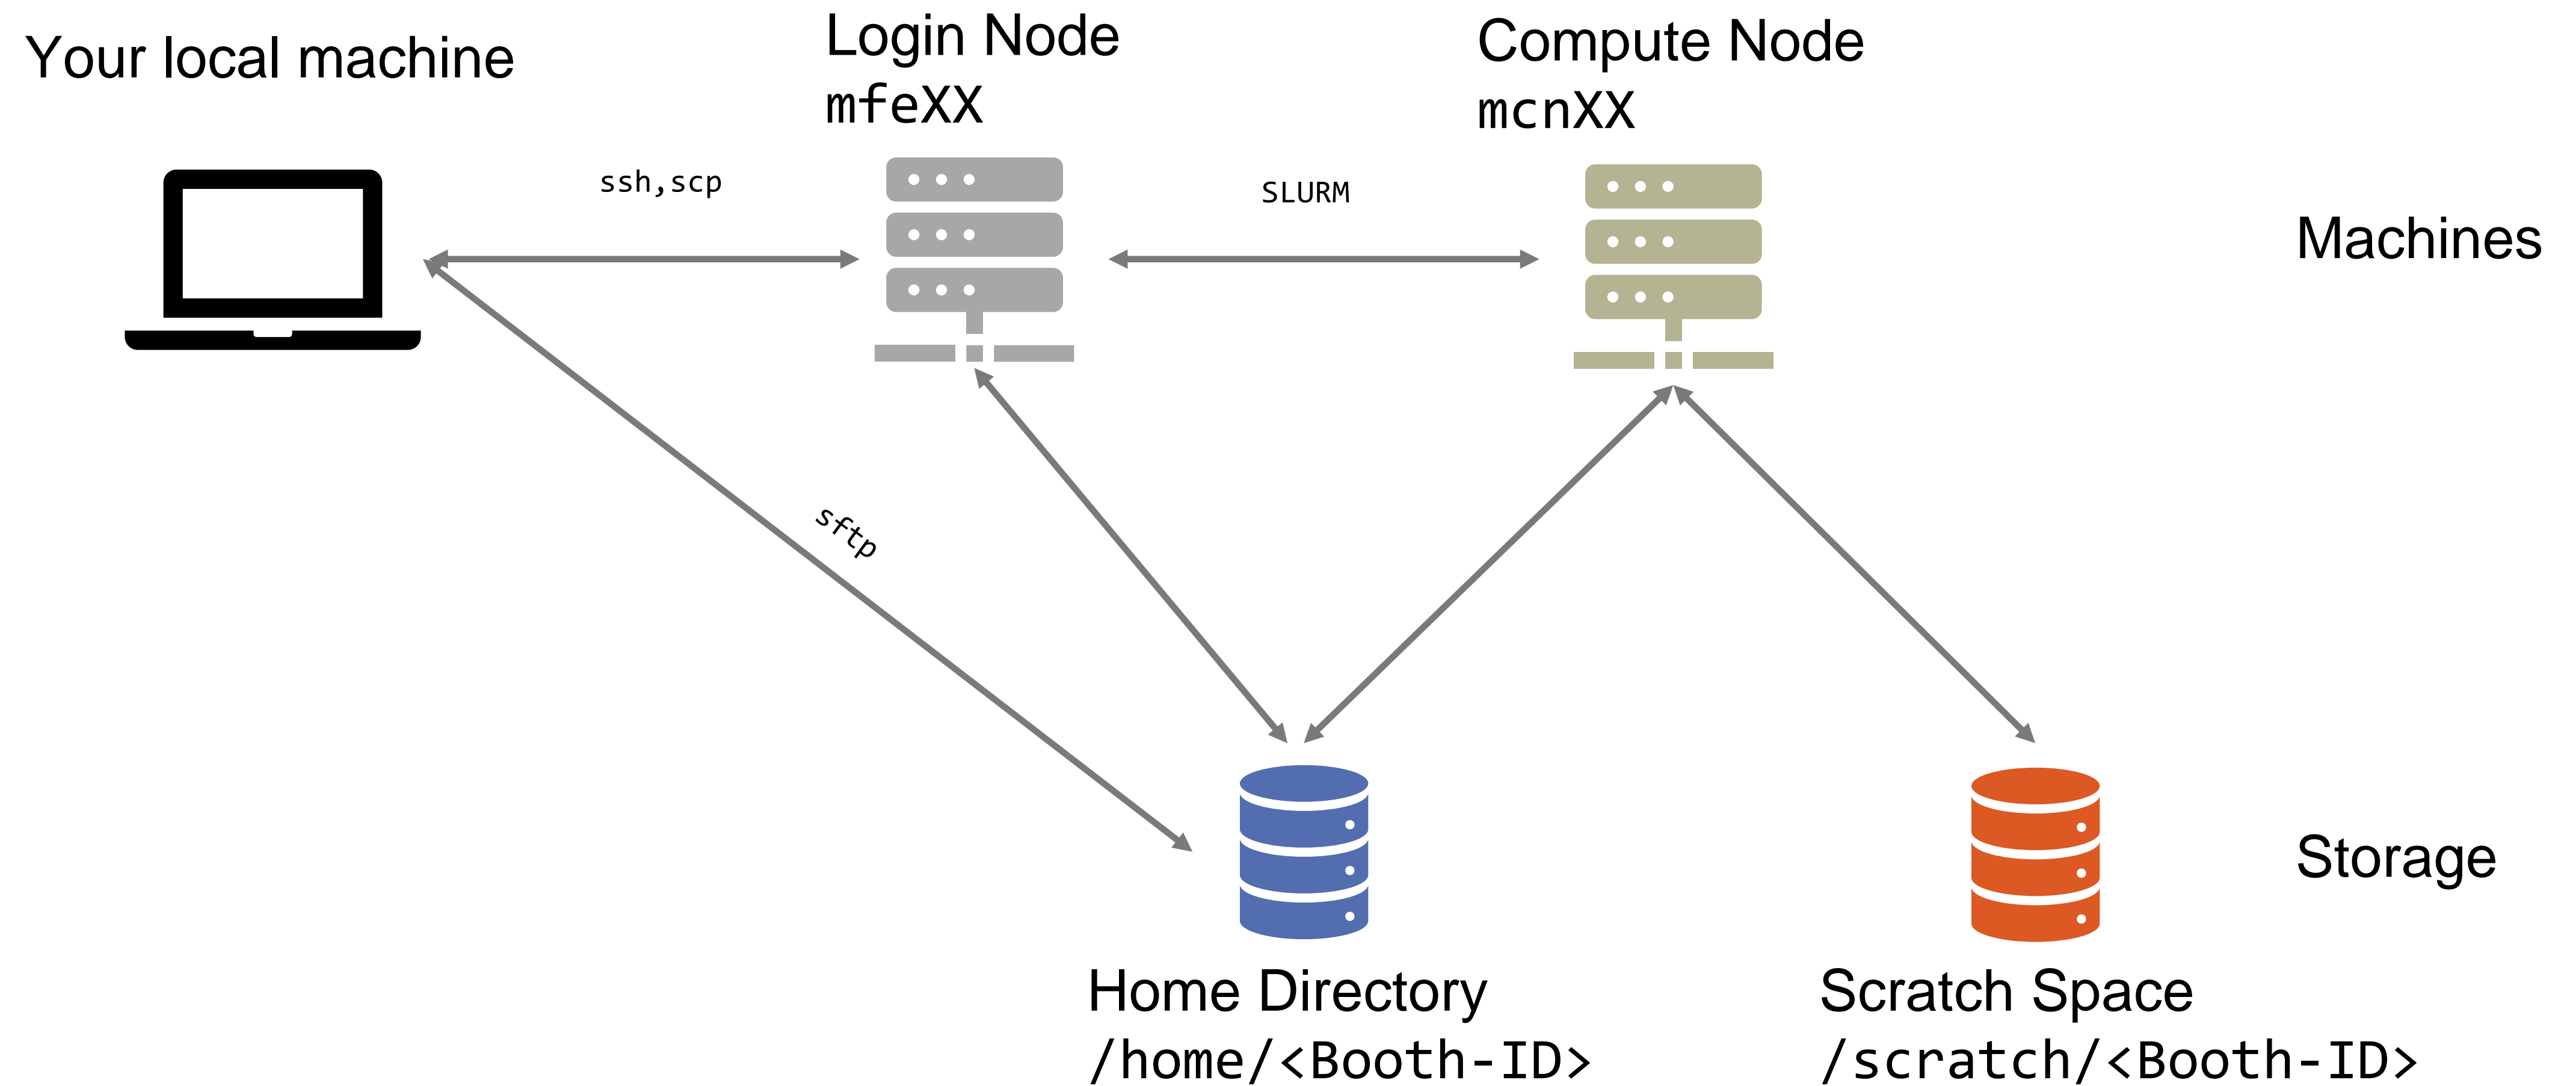 Your local machine
Login Node
mfeXX
Compute Node
mcnXX
ssh,scp
SLURM
Machines
sftp
Storage
Home Directory
/home/<Booth-ID>
Scratch Space
/scratch/<Booth-ID>